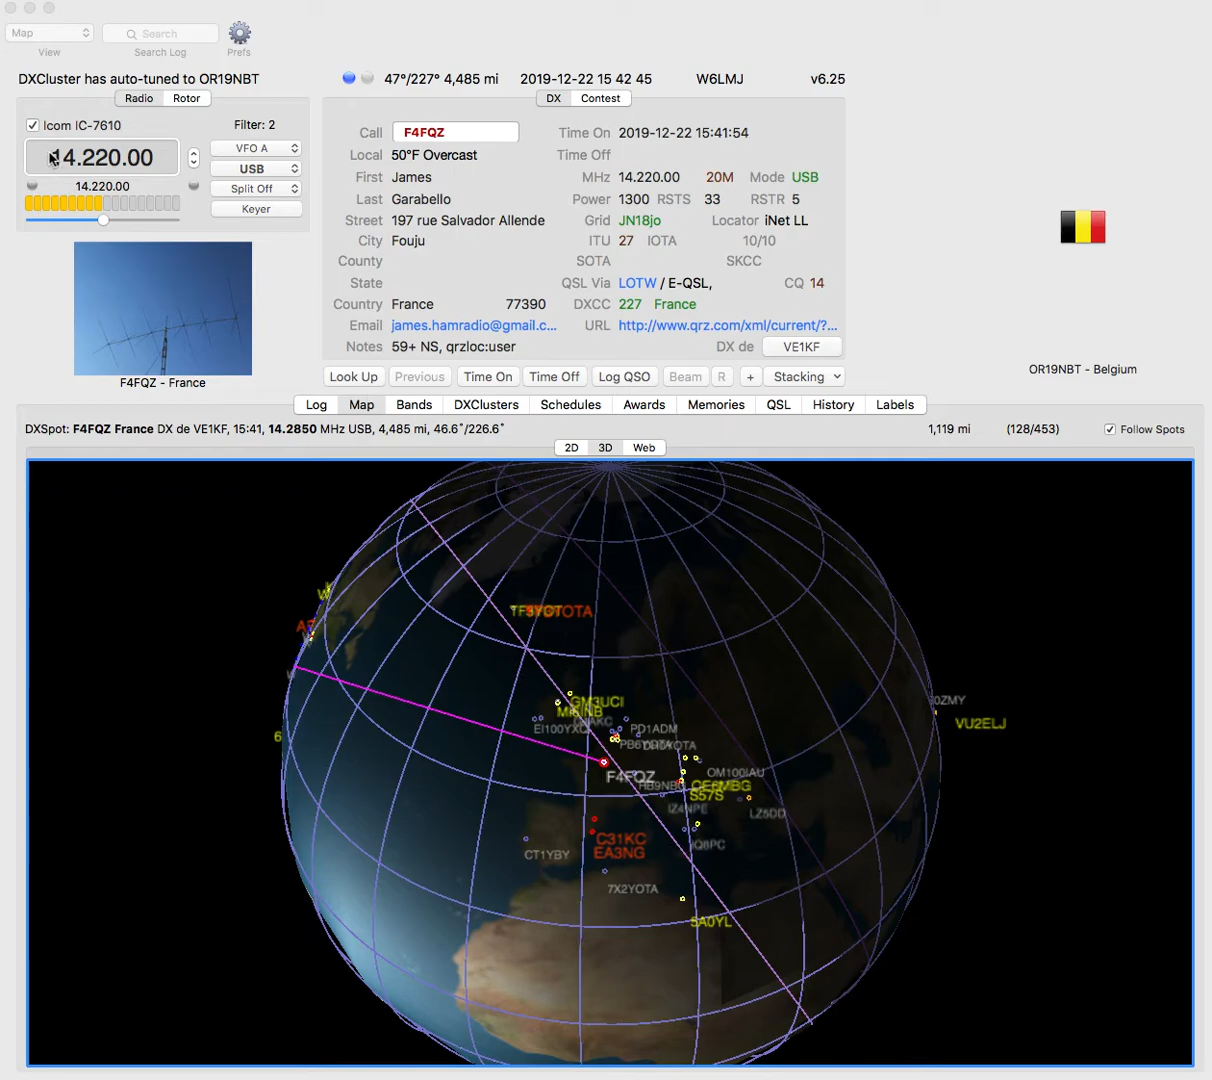 Map
Search
View
Search Log
Prefs
DXCluster has auto-tuned to OR19NBT
47°/227° 4,485 mi
2019-12-22 15 42 45
W6LMJ
v6.25
Radio
Rotor
DX
Contest
Icom IC-7610
Filter: 2
14.220.00
VFO A
USB
14.220.00
Split Off
Keyer
Call F4FQZ Time On 2019-12-22 15:41:54
Local 50°F Overcast Time Off
First James MHz 14.220.00 20M Mode USB
Last Garabello Power 1300 RSTS 33 RSTR 5
Street 197 rue Salvador Allende Grid JN18jo Locator iNet LL
City Fouju ITU 27 IOTA 10/10
County SOTA SKCC
State QSL Via LOTW / E-QSL, CQ 14
Country France 77390 DXCC 227 France
Email james.hamradio@gmail.c... URL http://www.qrz.com/xml/current/?...
Notes 59+ NS, qrzloc:user DX de VE1KF
F4FQZ - France
OR19NBT - Belgium
Look Up Previous Time On Time Off Log QSO Beam R + Stacking
Log Map Bands DXClusters Schedules Awards Memories QSL History Labels
DXSpot: F4FQZ France DX de VE1KF, 15:41, 14.2850 MHz USB, 4,485 mi, 46.6°/226.6°
1,119 mi
(128/453)
Follow Spots
2D 3D Web
GM3UCI
EI100YXQ
PD1ADM
0ZMY
VU2ELJ
6
F4FQZ
OM100IAU
S57S
LZ5DD
IQ8PC
C31KC
EA3NG
CT1YBY
7X2YOTA
5A0YL